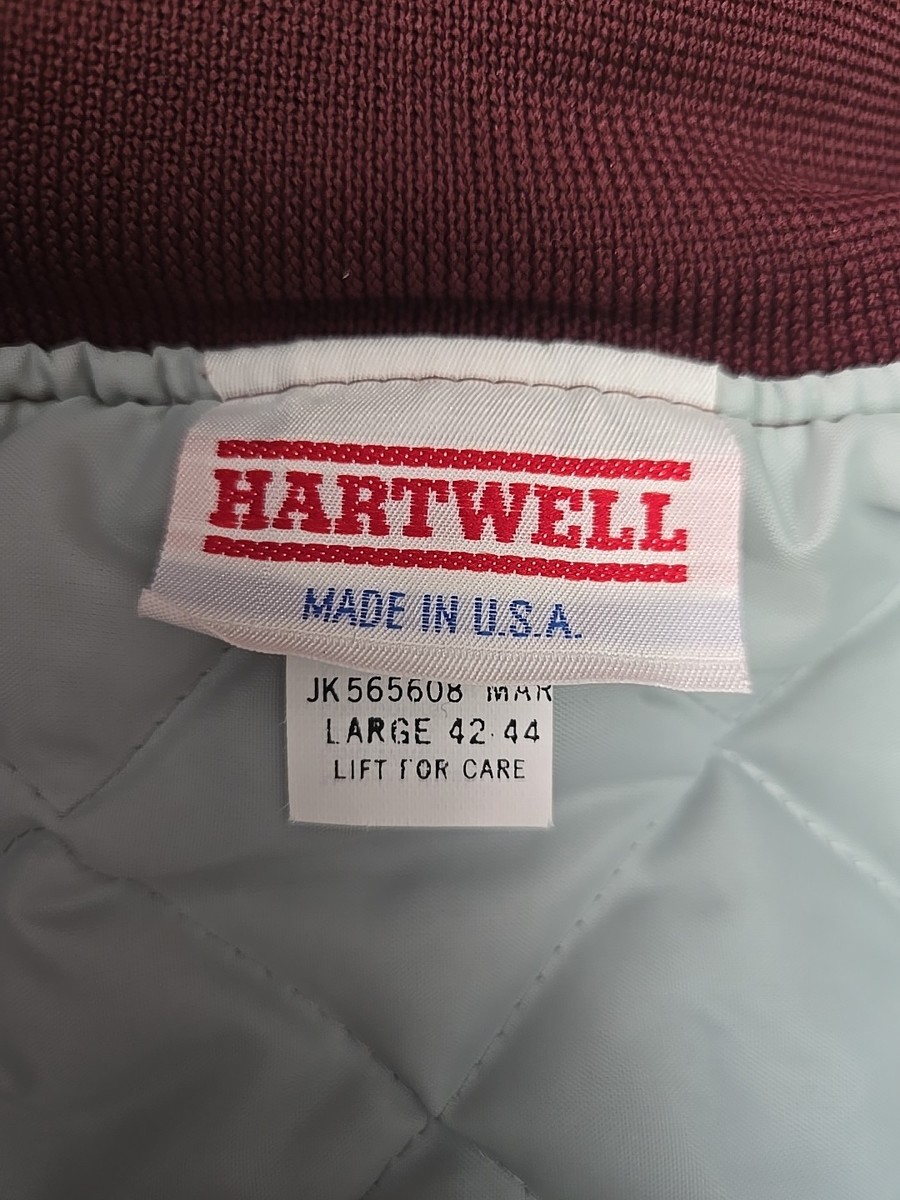 HARTWELL
MADE IN U.S.A.
JK565608 MAR
LARGE 42-44
LIFT FOR CARE